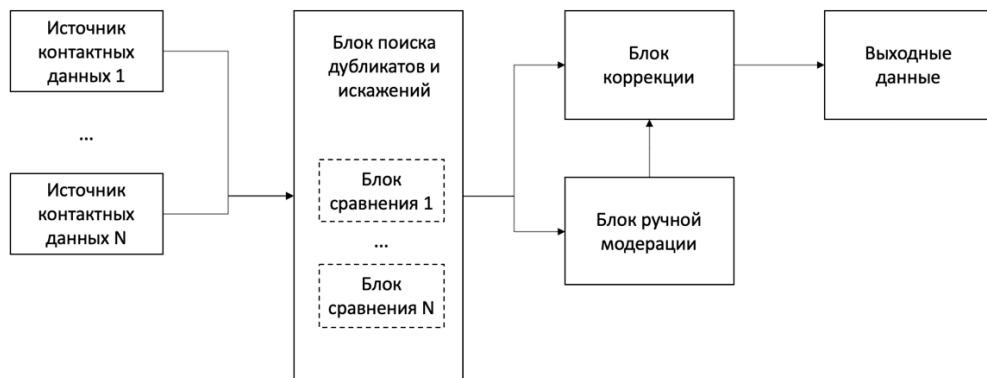 Источник
контактных
данных 1
...
Источник
контактных
данных N
Блок поиска
дубликатов и
искажений
Блок
сравнения 1
...
Блок
сравнения N
Блок
коррекции
Блок ручной
модерации
Выходные
данные